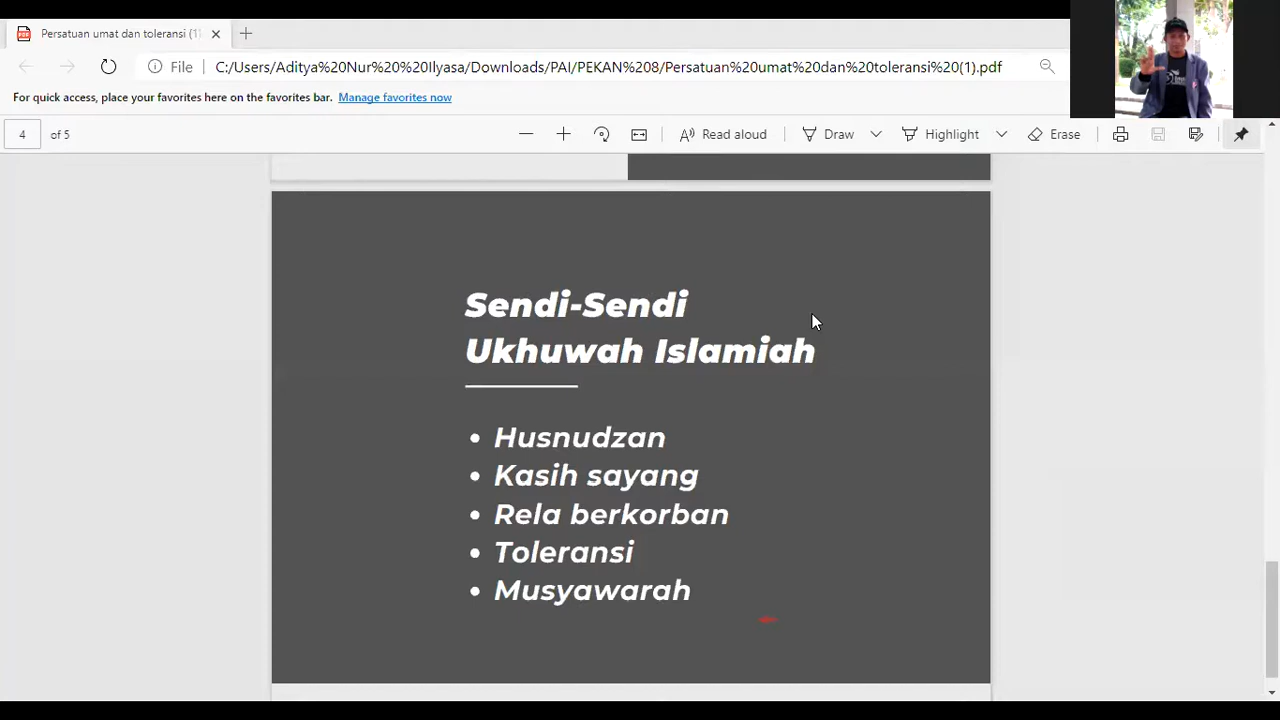 Persatuan umat dan toleransi (1)
File
C:/Users/Aditya%20Nur%20%20Ilyasa/Downloads/PAI/PEKAN%208/Persatuan%20umat%20dan%20toleransi%20(1).pdf
For quick access, place your favorites here on the favorites bar. Manage favorites now
4 of 5
Read aloud
Draw
Highlight
Erase
Sendi-Sendi
Ukhuwah Islamiah
• Husnudzan
• Kasih sayang
• Rela berkorban
• Toleransi
• Musyawarah